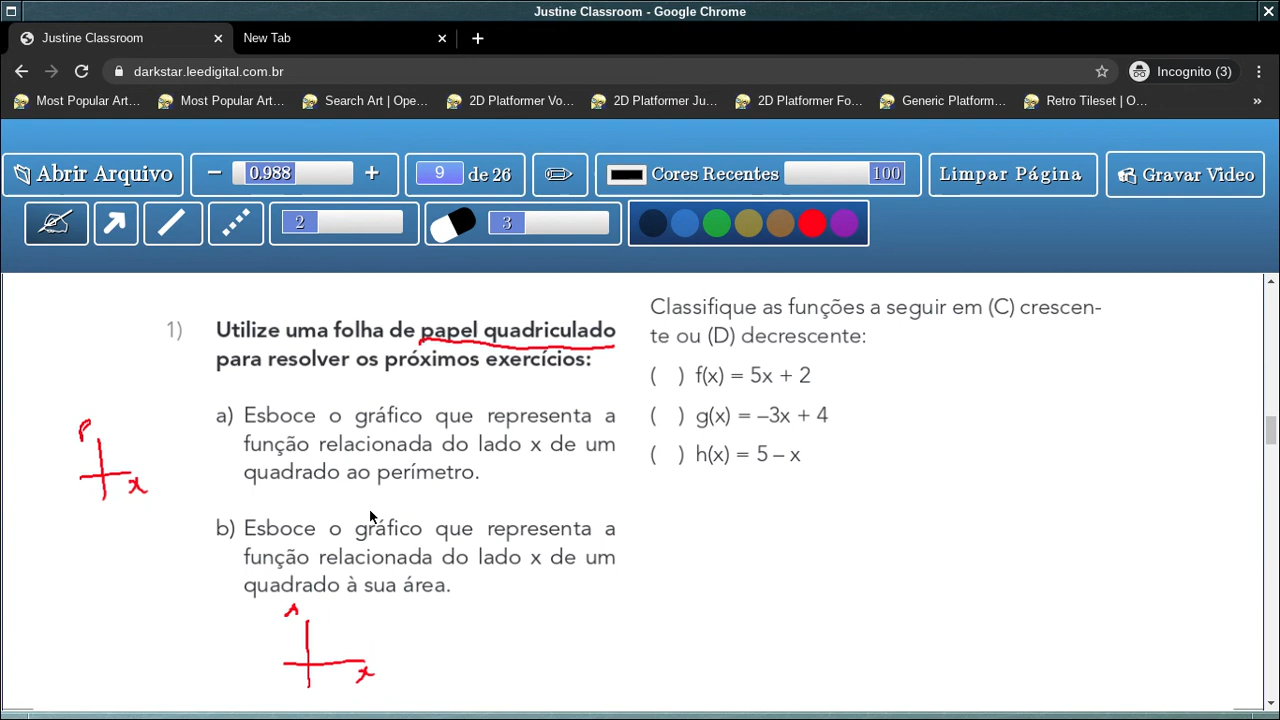 Justine Classroom - Google Chrome
Justine Classroom
New Tab
darkstar.leedigital.com.br
Incognito (3)
Most Popular Art...
Most Popular Art...
Search Art | Ope...
2D Platformer Vo...
2D Platformer Ju...
2D Platformer Fo...
Generic Platform...
Retro Tileset | O...
Abrir Arquivo
− 0.988 +
9 de 26
Cores Recentes 100
Limpar Página
Gravar Video
2
3
1) Utilize uma folha de papel quadriculado
para resolver os próximos exercícios:
a) Esboce o gráfico que representa a
função relacionada do lado x de um
quadrado ao perímetro.
P
x
b) Esboce o gráfico que representa a
função relacionada do lado x de um
quadrado à sua área.
x
Classifique as funções a seguir em (C) crescen-
te ou (D) decrescente:
( ) f(x) = 5x + 2
( ) g(x) = –3x + 4
( ) h(x) = 5 – x